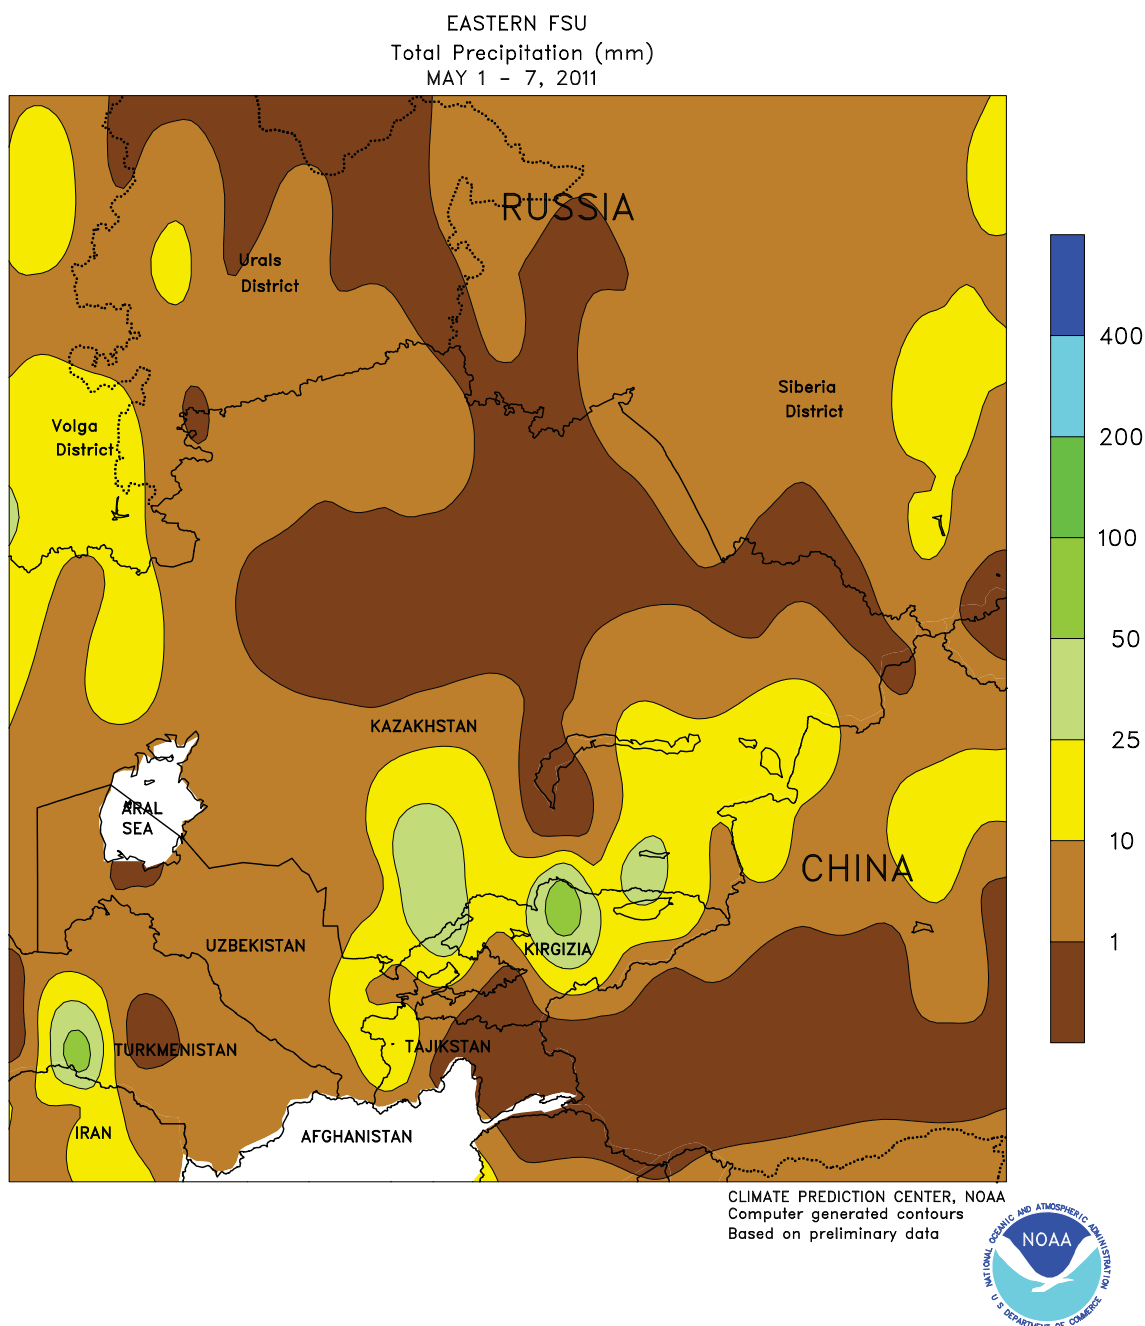 EASTERN FSU
Total Precipitation (mm)
MAY 1 – 7, 2011
RUSSIA
Urals
District
Siberia
District
Volga
District
KAZAKHSTAN
ARAL
SEA
CHINA
UZBEKISTAN
KIRGIZIA
TURKMENISTAN
TAJIKSTAN
IRAN
AFGHANISTAN
400
200
100
50
25
10
1
CLIMATE PREDICTION CENTER, NOAA
Computer generated contours
Based on preliminary data
NATIONAL OCEANIC AND ATMOSPHERIC ADMINISTRATION
NOAA
U S DEPARTMENT OF COMMERCE